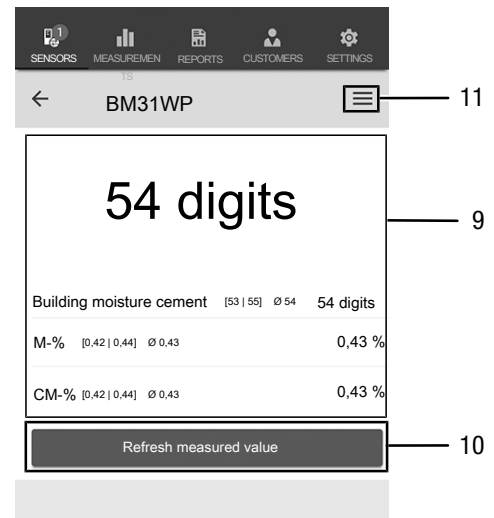 1
SENSORS MEASUREMEN REPORTS CUSTOMERS SETTINGS
TS
BM31WP
11
54 digits
9
Building moisture cement [53 | 55] Ø 54 54 digits
M-% [0,42 | 0,44] Ø 0,43 0,43 %
CM-% [0,42 | 0,44] Ø 0,43 0,43 %
Refresh measured value
10